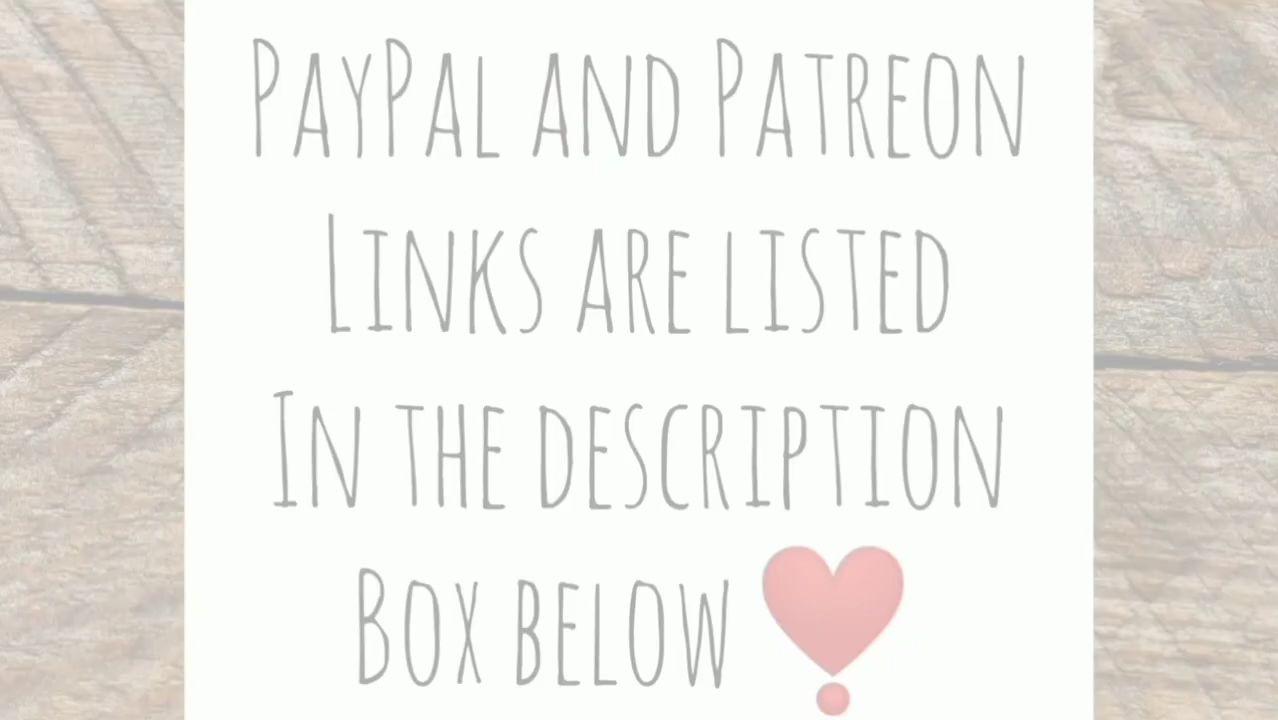 PayPal and Patreon
Links are listed
In the description
Box below ❣